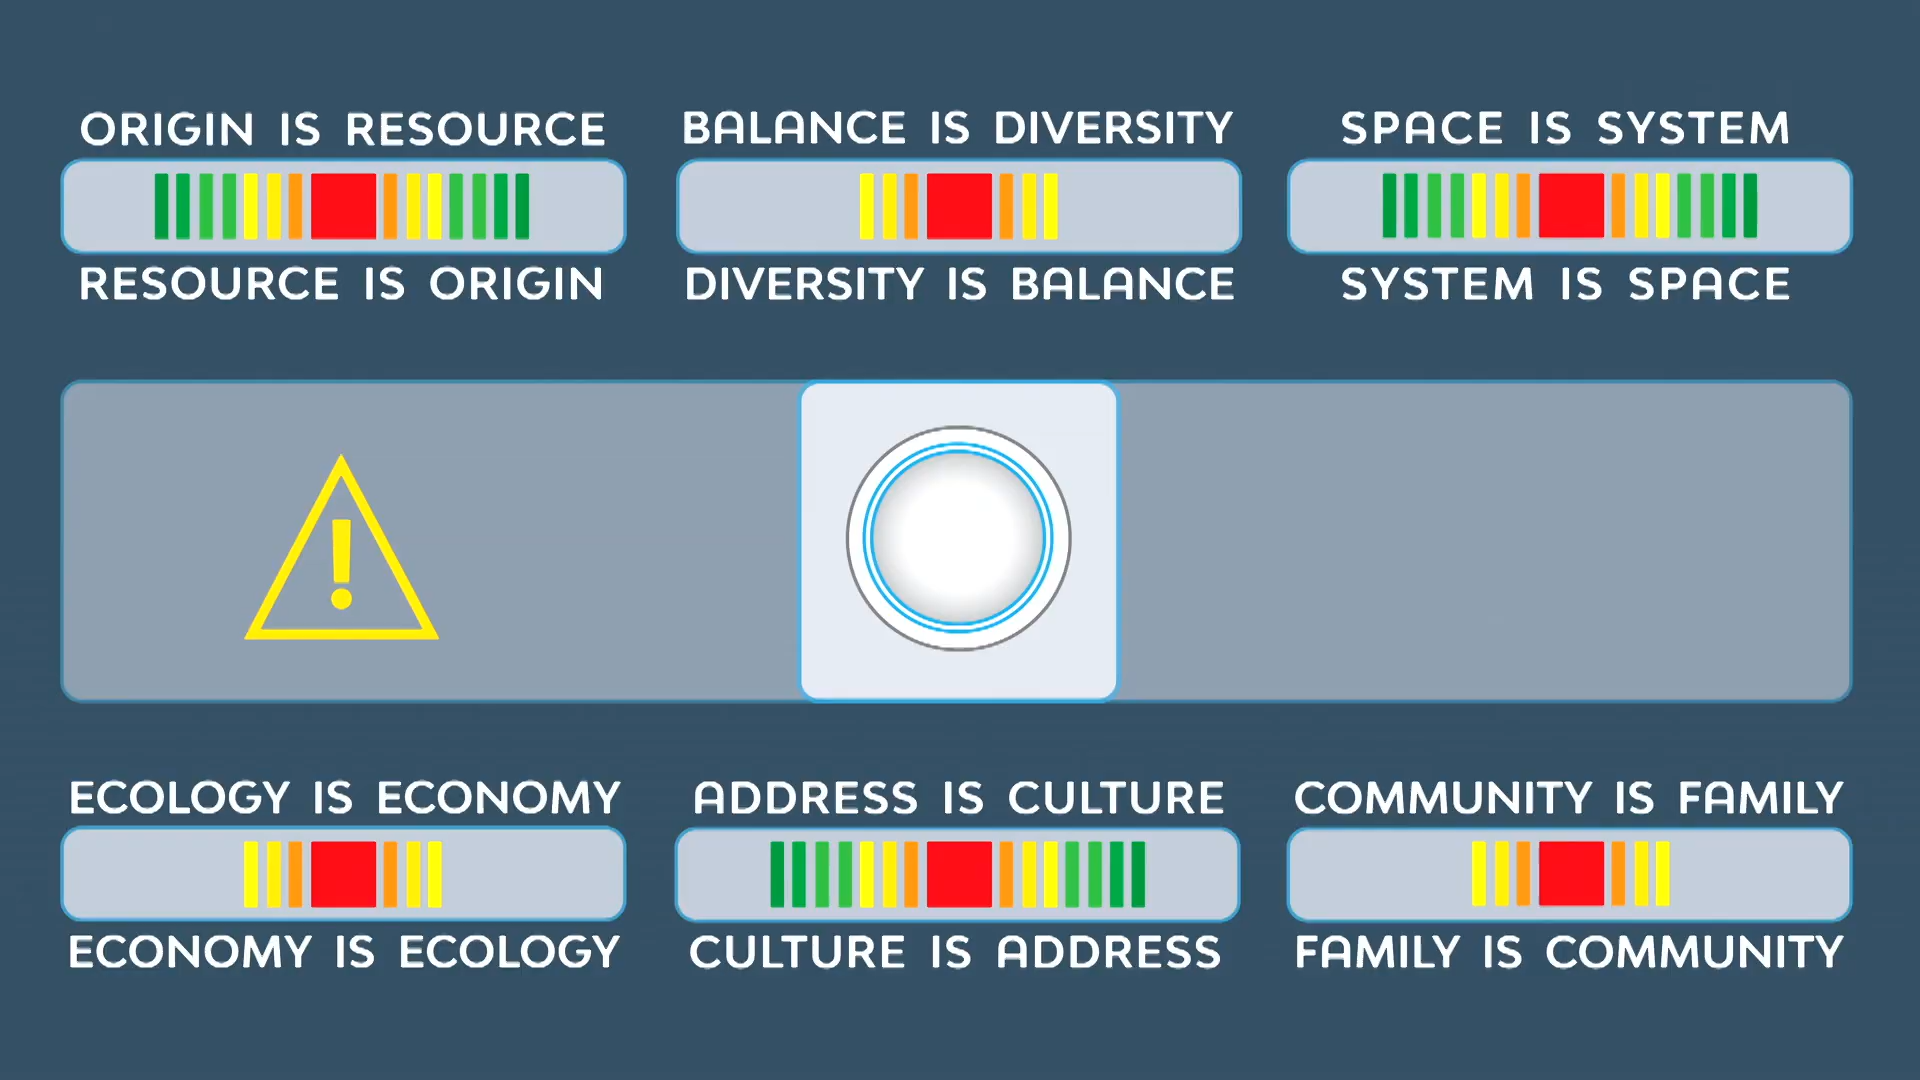 ORIGIN IS RESOURCE
RESOURCE IS ORIGIN
BALANCE IS DIVERSITY
DIVERSITY IS BALANCE
SPACE IS SYSTEM
SYSTEM IS SPACE
!
ECOLOGY IS ECONOMY
ECONOMY IS ECOLOGY
ADDRESS IS CULTURE
CULTURE IS ADDRESS
COMMUNITY IS FAMILY
FAMILY IS COMMUNITY